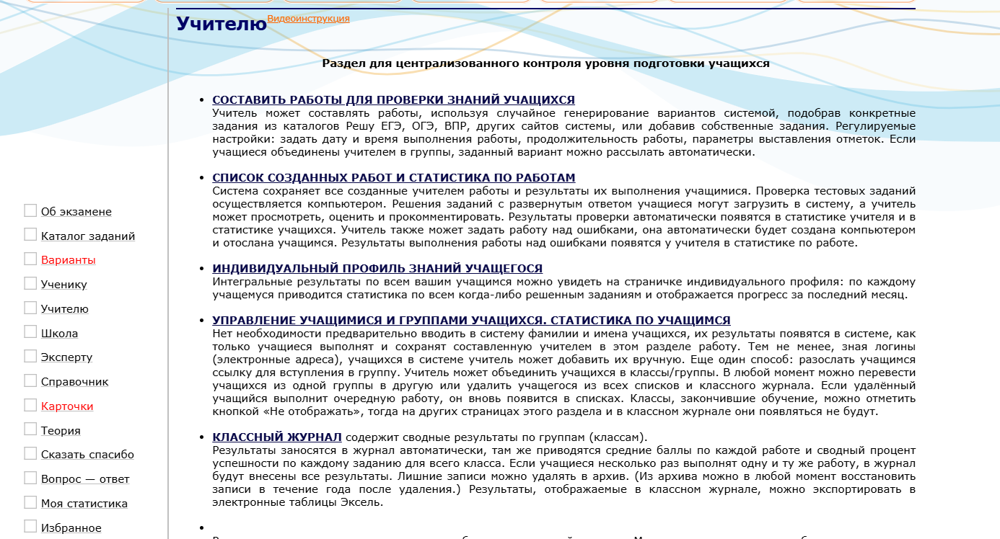 Учителю Видеоинструкция
Раздел для централизованного контроля уровня подготовки учащихся
СОСТАВИТЬ РАБОТЫ ДЛЯ ПРОВЕРКИ ЗНАНИЙ УЧАЩИХСЯ
Учитель может составлять работы, используя случайное генерирование вариантов системой, подобрав конкретные
задания из каталогов Решу ЕГЭ, ОГЭ, ВПР, других сайтов системы, или добавив собственные задания. Регулируемые
настройки: задать дату и время выполнения работы, продолжительность работы, параметры выставления отметок. Если
учащиеся объединены учителем в группы, заданный вариант можно рассылать автоматически.
СПИСОК СОЗДАННЫХ РАБОТ И СТАТИСТИКА ПО РАБОТАМ
Система сохраняет все созданные учителем работы и результаты их выполнения учащимися. Проверка тестовых заданий
осуществляется компьютером. Решения заданий с развернутым ответом учащиеся могут загрузить в систему, а учитель
может просмотреть, оценить и прокомментировать. Результаты проверки автоматически появятся в статистике учителя и в
статистике учащихся. Учитель также может задать работу над ошибками, она автоматически будет создана компьютером
и отослана учащимся. Результаты выполнения работы над ошибками появятся у учителя в статистике по работе.
ИНДИВИДУАЛЬНЫЙ ПРОФИЛЬ ЗНАНИЙ УЧАЩЕГОСЯ
Интегральные результаты по всем вашим учащимся можно увидеть на страничке индивидуального профиля: по каждому
учащемуся приводится статистика по всем когда-либо решенным заданиям и отображается прогресс за последний месяц.
УПРАВЛЕНИЕ УЧАЩИМИСЯ И ГРУППАМИ УЧАЩИХСЯ. СТАТИСТИКА ПО УЧАЩИМСЯ
Нет необходимости предварительно вводить в систему фамилии и имена учащихся, их результаты появятся в системе, как
только учащиеся выполнят и сохранят составленную учителем в этом разделе работу. Тем не менее, зная логины
(электронные адреса), учащихся в системе учитель может добавить их вручную. Еще один способ: разослать учащимся
ссылку для вступления в группу. Учитель может объединить учащихся в классы/группы. В любой момент можно перевести
учащихся из одной группы в другую или удалить учащегося из всех списков и классного журнала. Если удалённый
учащийся выполнит очередную работу, он вновь появится в списках. Классы, закончившие обучение, можно отметить
кнопкой «Не отображать», тогда на других страницах этого раздела и в классном журнале они появляться не будут.
КЛАССНЫЙ ЖУРНАЛ содержит сводные результаты по группам (классам).
Результаты заносятся в журнал автоматически, там же приводятся средние баллы по каждой работе и сводный процент
успешности по каждому заданию для всего класса. Если учащиеся несколько раз выполнят одну и ту же работу, в журнал
будут внесены все результаты. Лишние записи можно удалять в архив. (Из архива можно в любой момент восстановить
записи в течение года после удаления.) Результаты, отображаемые в классном журнале, можно экспортировать в
электронные таблицы Эксель.
Об экзамене
Каталог заданий
Варианты
Ученику
Учителю
Школа
Эксперту
Справочник
Карточки
Теория
Сказать спасибо
Вопрос — ответ
Моя статистика
Избранное